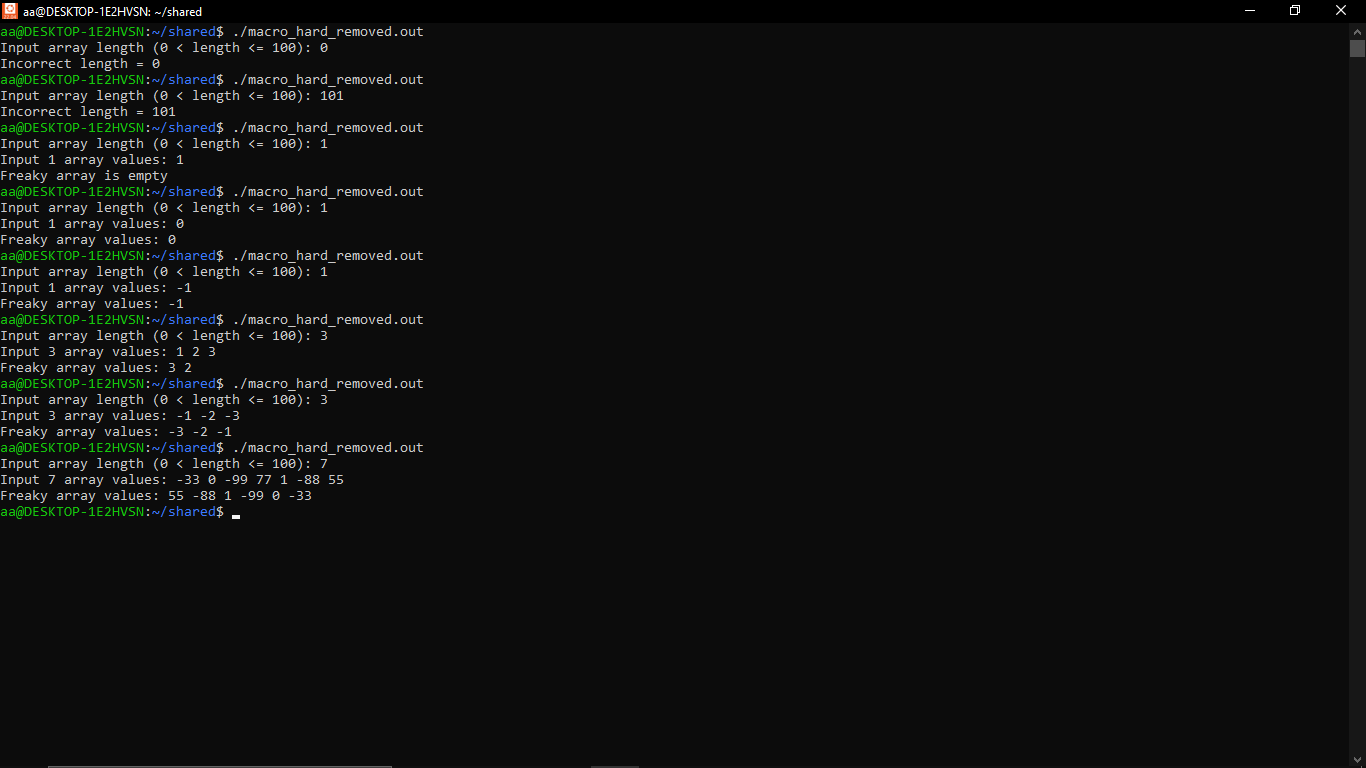 aa@DESKTOP-1E2HVSN: ~/shared
aa@DESKTOP-1E2HVSN:~/shared$ ./macro_hard_removed.out
Input array length (0 < length <= 100): 0
Incorrect length = 0
aa@DESKTOP-1E2HVSN:~/shared$ ./macro_hard_removed.out
Input array length (0 < length <= 100): 101
Incorrect length = 101
aa@DESKTOP-1E2HVSN:~/shared$ ./macro_hard_removed.out
Input array length (0 < length <= 100): 1
Input 1 array values: 1
Freaky array is empty
aa@DESKTOP-1E2HVSN:~/shared$ ./macro_hard_removed.out
Input array length (0 < length <= 100): 1
Input 1 array values: 0
Freaky array values: 0
aa@DESKTOP-1E2HVSN:~/shared$ ./macro_hard_removed.out
Input array length (0 < length <= 100): 1
Input 1 array values: -1
Freaky array values: -1
aa@DESKTOP-1E2HVSN:~/shared$ ./macro_hard_removed.out
Input array length (0 < length <= 100): 3
Input 3 array values: 1 2 3
Freaky array values: 3 2
aa@DESKTOP-1E2HVSN:~/shared$ ./macro_hard_removed.out
Input array length (0 < length <= 100): 3
Input 3 array values: -1 -2 -3
Freaky array values: -3 -2 -1
aa@DESKTOP-1E2HVSN:~/shared$ ./macro_hard_removed.out
Input array length (0 < length <= 100): 7
Input 7 array values: -33 0 -99 77 1 -88 55
Freaky array values: 55 -88 1 -99 0 -33
aa@DESKTOP-1E2HVSN:~/shared$